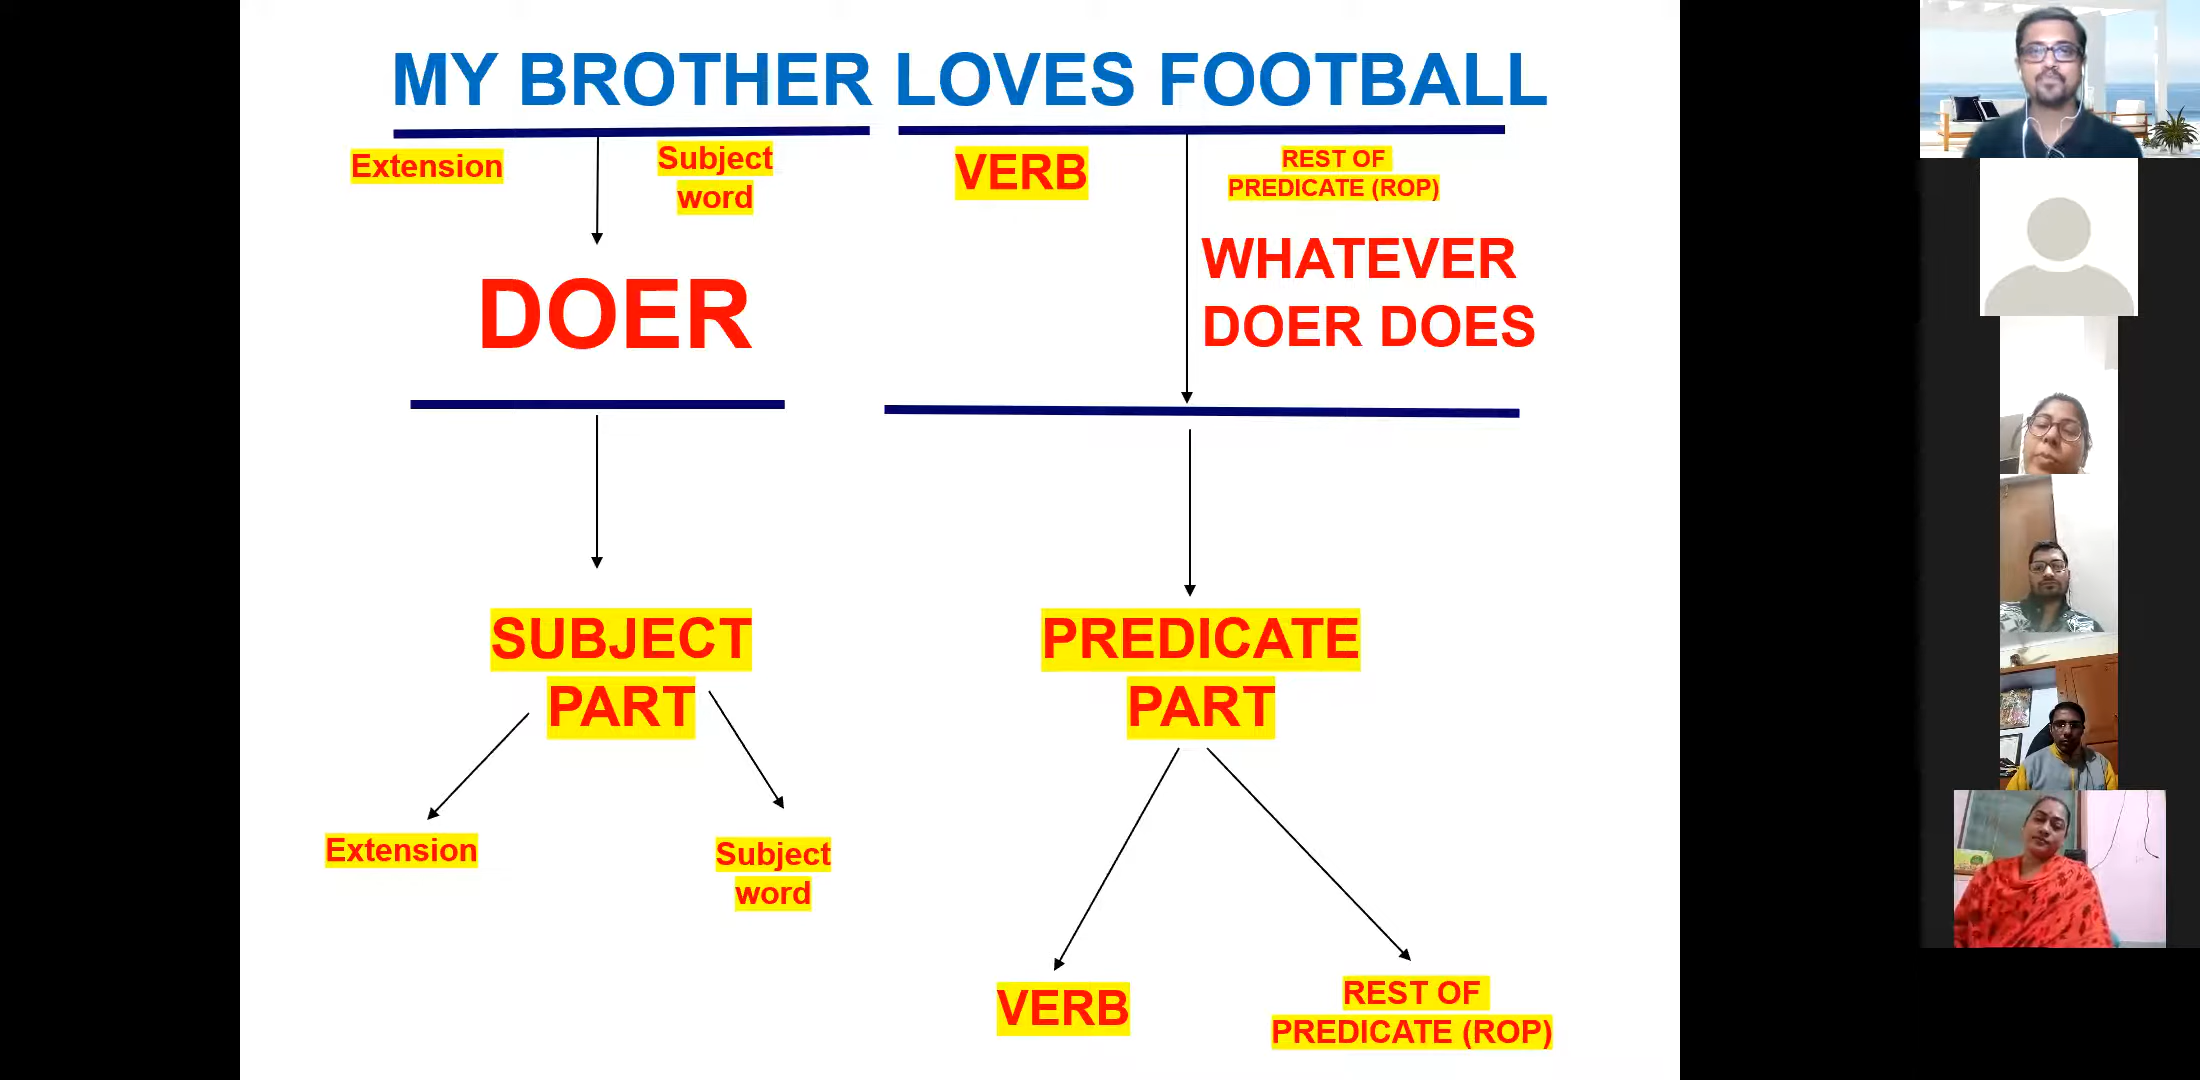 MY BROTHER LOVES FOOTBALL
Extension
Subject
word
VERB
REST OF
PREDICATE (ROP)
DOER
WHATEVER
DOER DOES
SUBJECT
PART
PREDICATE
PART
Extension
Subject
word
VERB
REST OF
PREDICATE (ROP)